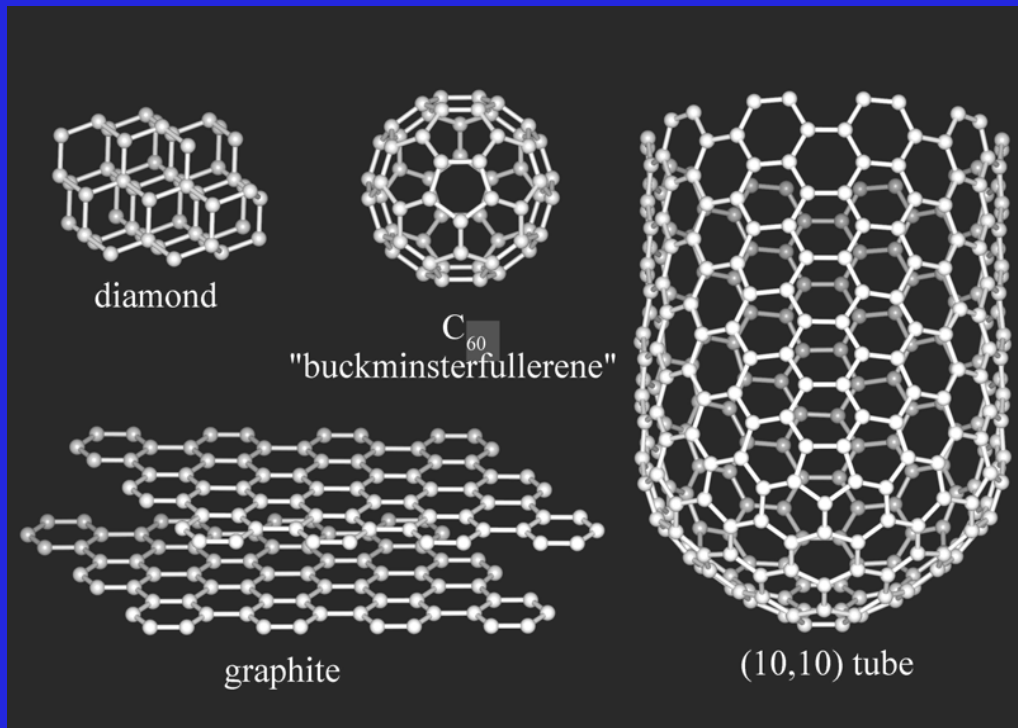 diamond
C₆₀
"buckminsterfullerene"
graphite
(10,10) tube